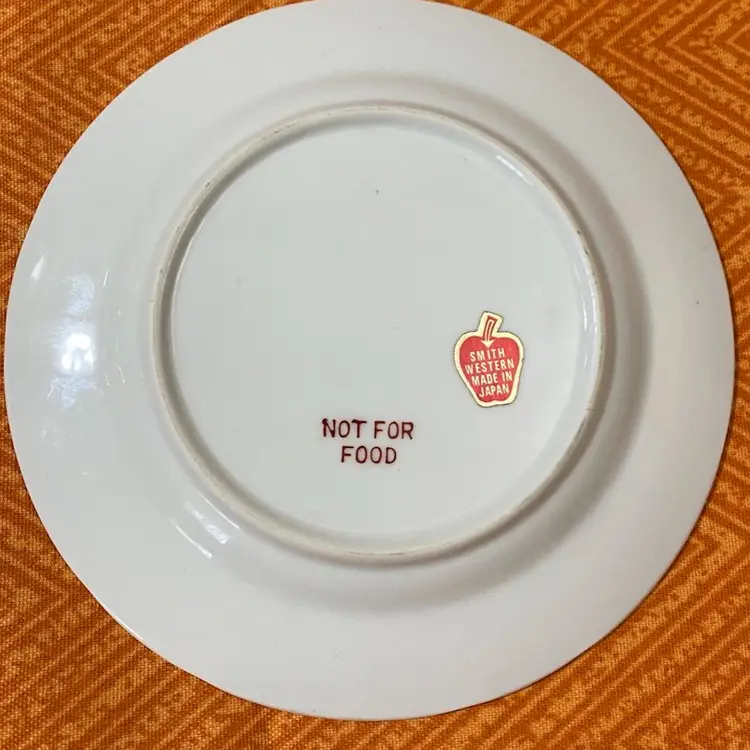 SMITH
WESTERN
MADE IN
JAPAN
NOT FOR
FOOD